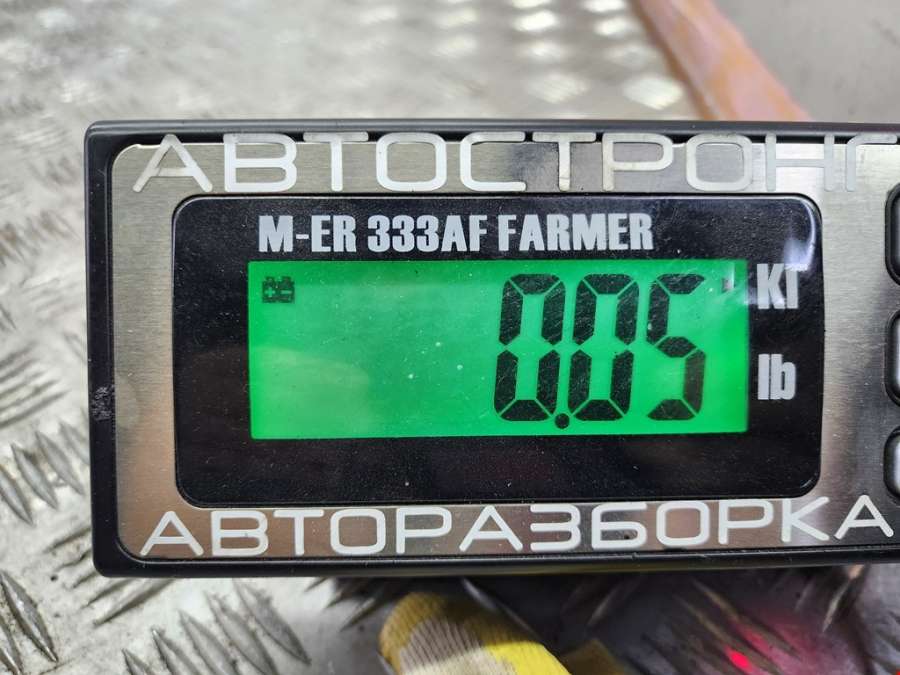 АВТОСТРОНГ
M-ER 333AF FARMER
0.05
КГ
lb
АВТОРАЗБОРКА